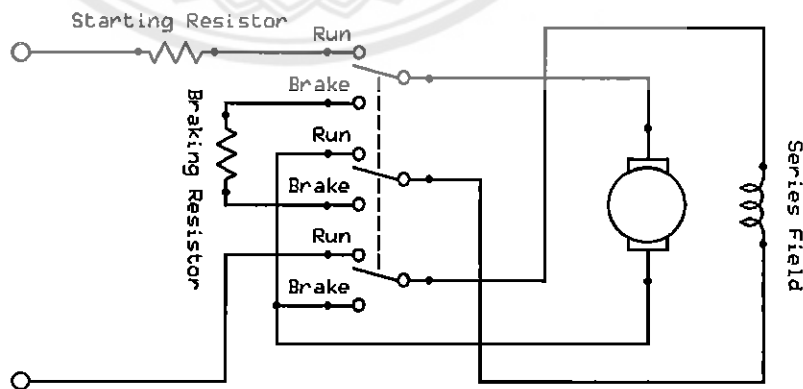 Starting Resistor
Run
Brake
Run
Brake
Run
Brake
Braking Resistor
Series Field